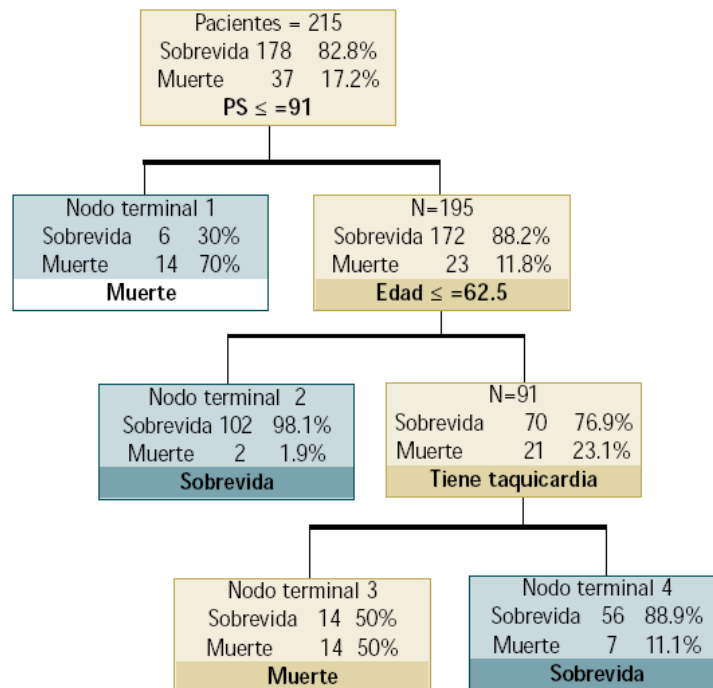 Pacientes = 215
Sobrevida 178 82.8%
Muerte 37 17.2%
PS ≤ =91
Nodo terminal 1
Sobrevida 6 30%
Muerte 14 70%
Muerte
N=195
Sobrevida 172 88.2%
Muerte 23 11.8%
Edad ≤ =62.5
Nodo terminal 2
Sobrevida 102 98.1%
Muerte 2 1.9%
Sobrevida
N=91
Sobrevida 70 76.9%
Muerte 21 23.1%
Tiene taquicardia
Nodo terminal 3
Sobrevida 14 50%
Muerte 14 50%
Muerte
Nodo terminal 4
Sobrevida 56 88.9%
Muerte 7 11.1%
Sobrevida